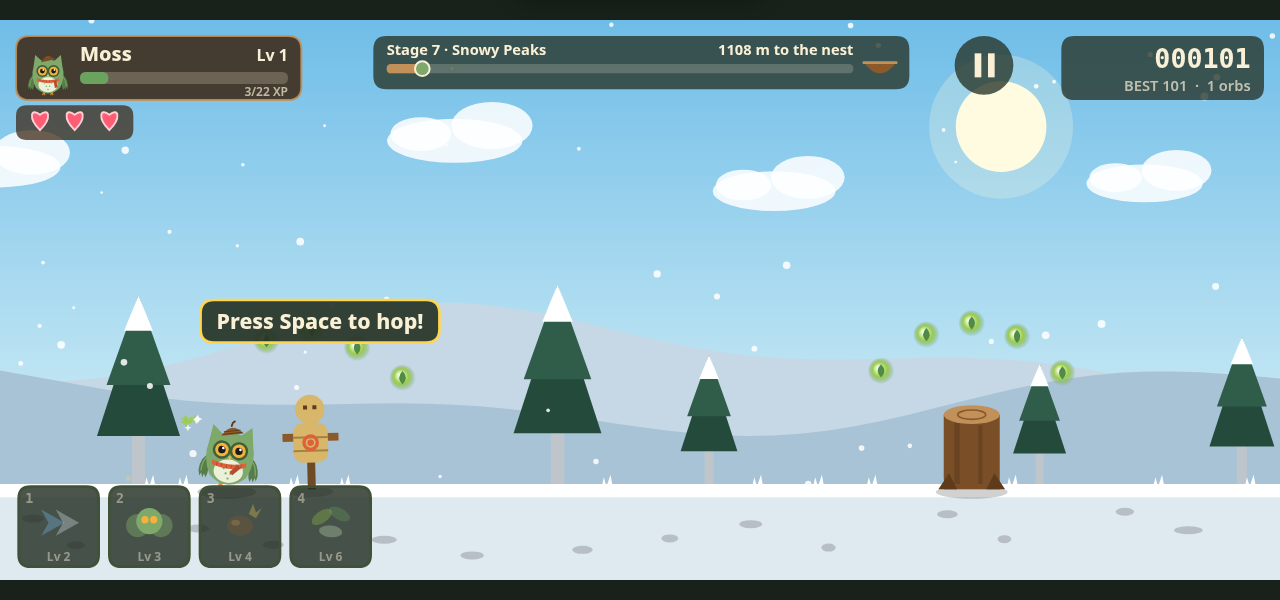 Moss Lv 1
3/22 XP
Stage 7 · Snowy Peaks 1108 m to the nest
000101
BEST 101 · 1 orbs
Press Space to hop!
1 2 3 4
Lv 2 Lv 3 Lv 4 Lv 6